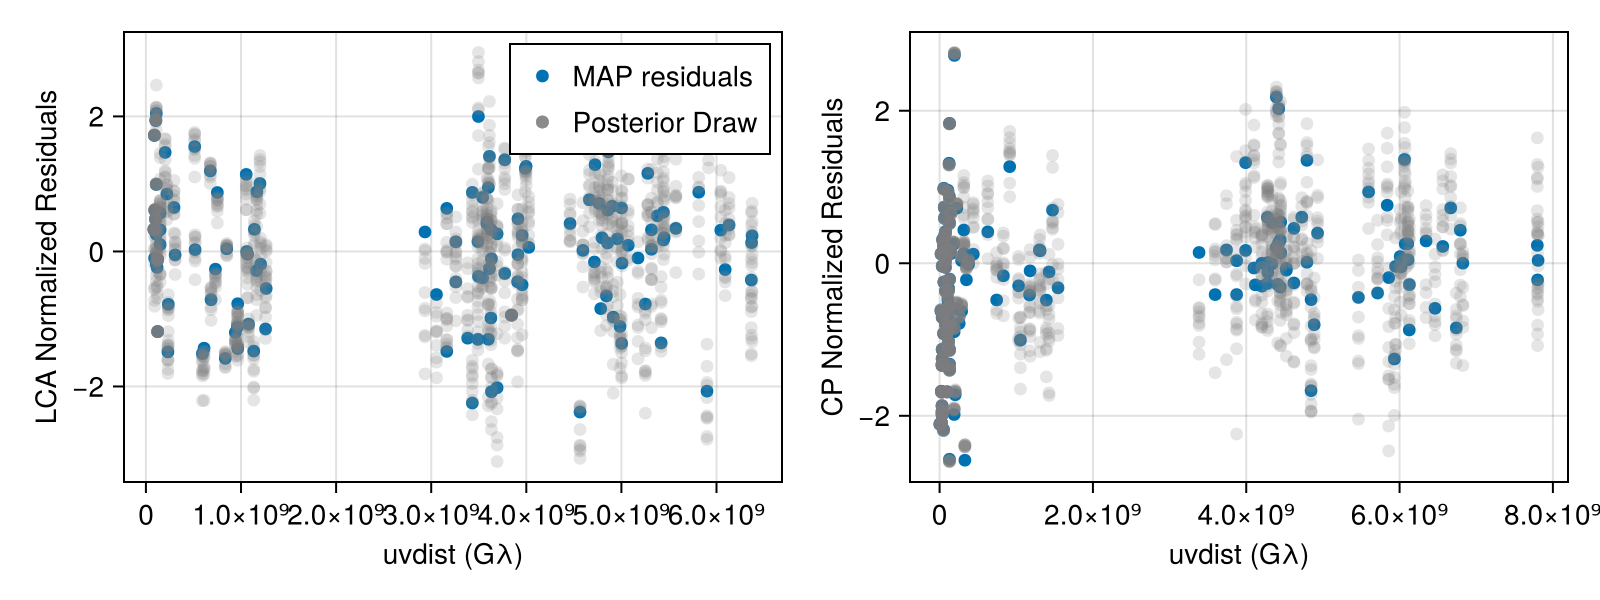 LCA Normalized Residuals
2
0
−2
MAP residuals
Posterior Draw
0 1.0×10⁹ 2.0×10⁹ 3.0×10⁹ 4.0×10⁹ 5.0×10⁹ 6.0×10⁹
uvdist (Gλ)
CP Normalized Residuals
2
0
−2
0 2.0×10⁹ 4.0×10⁹ 6.0×10⁹ 8.0×10⁹
uvdist (Gλ)